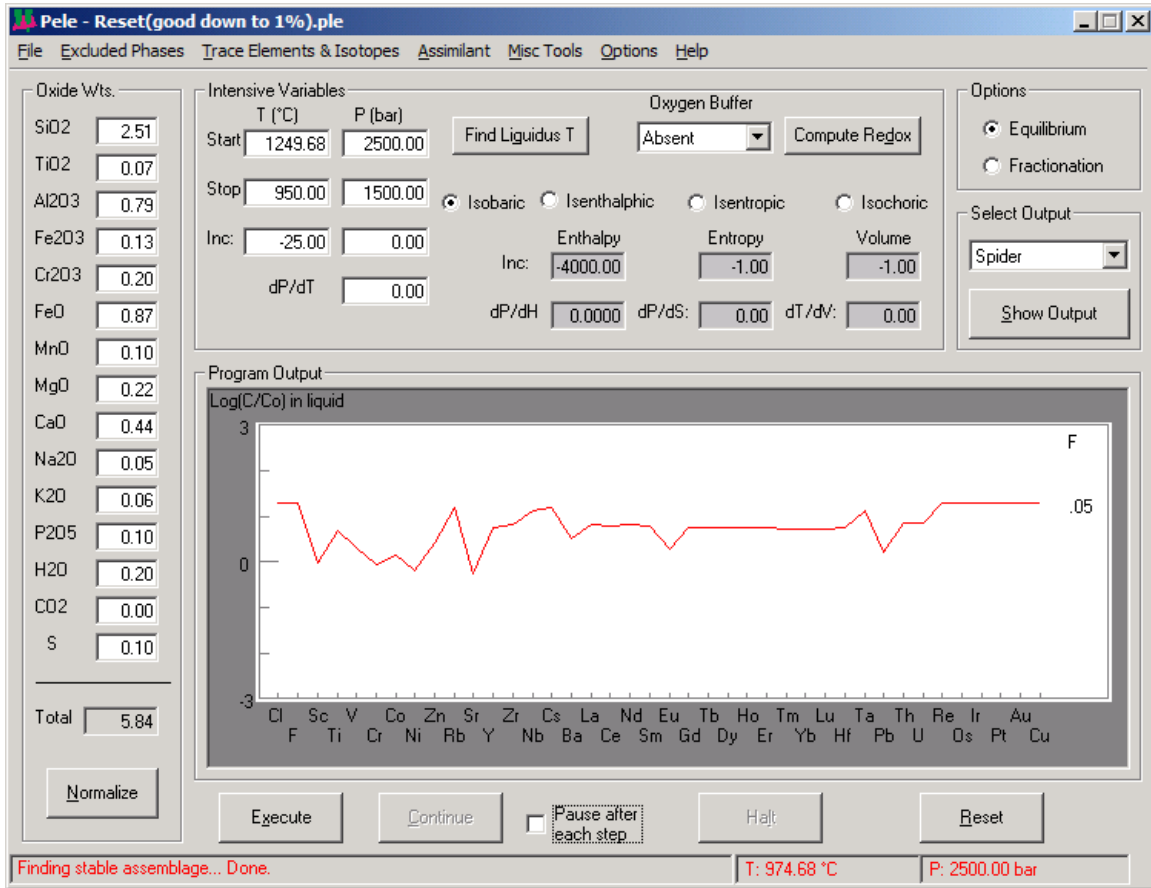 Pele - Reset(good down to 1%).ple
File Excluded Phases Trace Elements & Isotopes Assimilant Misc Tools Options Help
Oxide Wts.
SiO2 2.51
TiO2 0.07
Al2O3 0.79
Fe2O3 0.13
Cr2O3 0.20
FeO 0.87
MnO 0.10
MgO 0.22
CaO 0.44
Na2O 0.05
K2O 0.06
P2O5 0.10
H2O 0.20
CO2 0.00
S 0.10
Total 5.84
Normalize
Intensive Variables
T (°C) P (bar)
Start 1249.68 2500.00
Stop 950.00 1500.00
Inc: -25.00 0.00
dP/dT 0.00
Find Liquidus T
Oxygen Buffer
Absent
Compute Redox
Isobaric Isenthalphic Isentropic Isochoric
Enthalpy Entropy Volume
Inc: -4000.00 -1.00 -1.00
dP/dH 0.0000 dP/dS: 0.00 dT/dV: 0.00
Options
Equilibrium
Fractionation
Select Output
Spider
Show Output
Program Output
Log(C/Co) in liquid
3
F
.05
0
-3
Cl Sc V Co Zn Sr Zr Cs La Nd Eu Tb Ho Tm Lu Ta Th Re Ir Au
F Ti Cr Ni Rb Y Nb Ba Ce Sm Gd Dy Er Yb Hf Pb U Os Pt Cu
Execute Continue Pause after
each step
Halt Reset
Finding stable assemblage... Done. T: 974.68 °C P: 2500.00 bar